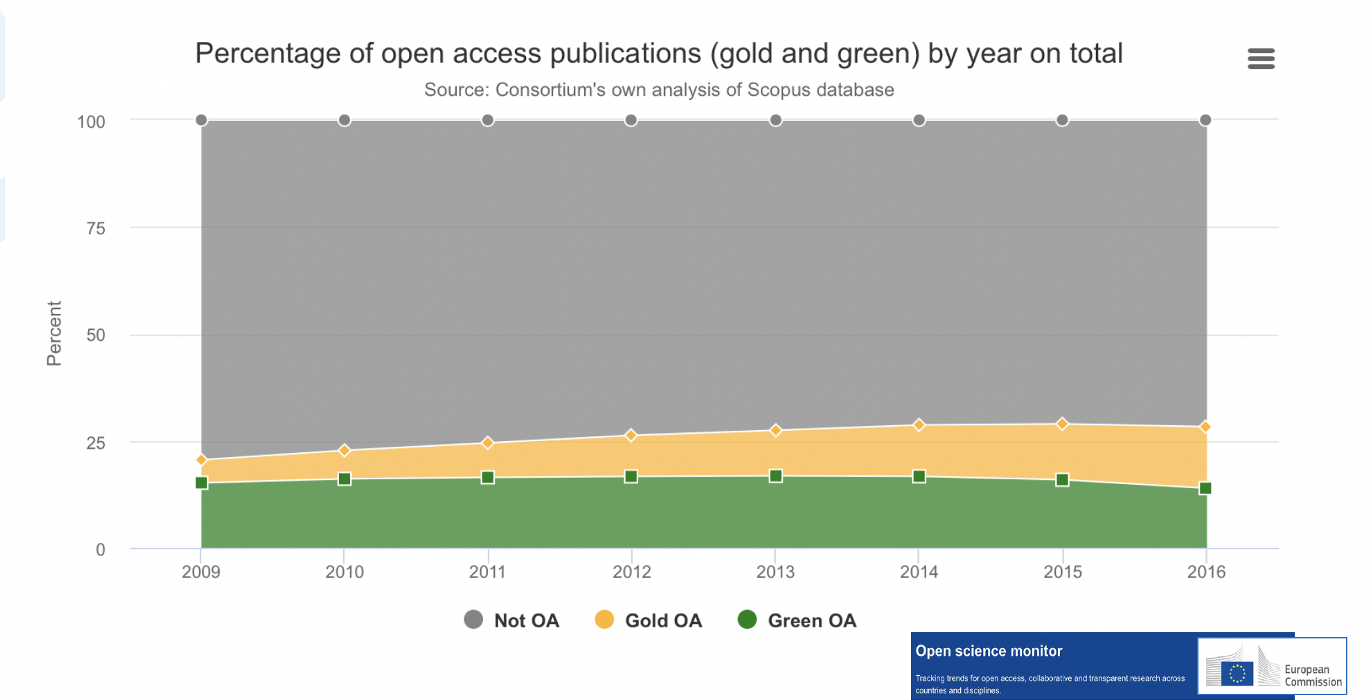 Percentage of open access publications (gold and green) by year on total
Source: Consortium's own analysis of Scopus database
Percent
100
75
50
25
0
2009 2010 2011 2012 2013 2014 2015 2016
Not OA Gold OA Green OA
Open science monitor
Tracking trends for open access, collaborative and transparent research across
countries and disciplines.
European
Commission